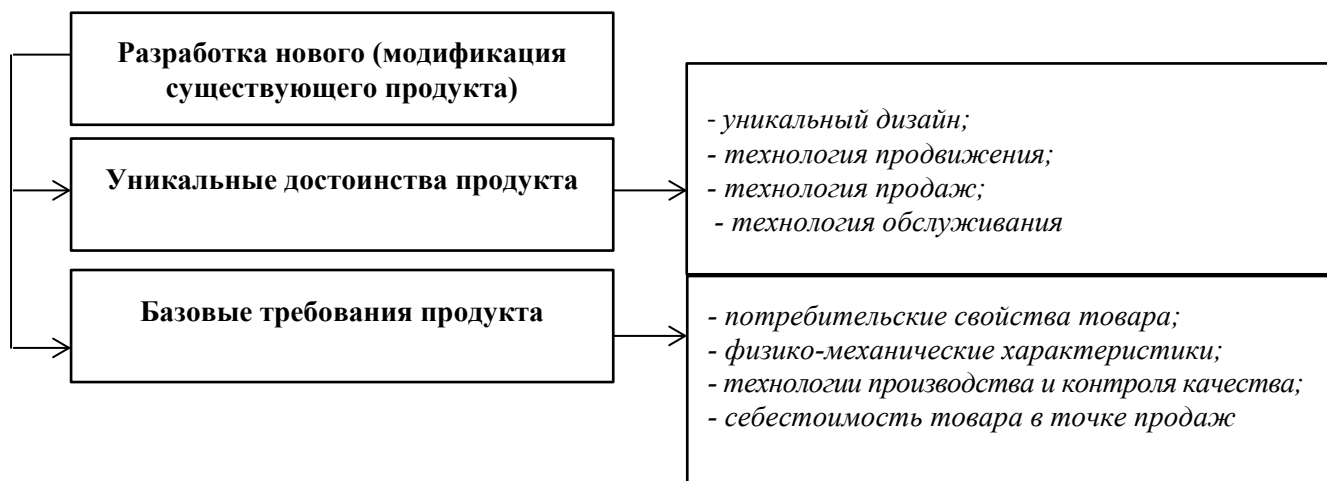 Разработка нового (модификация
существующего продукта)
Уникальные достоинства продукта
- уникальный дизайн;
- технология продвижения;
- технология продаж;
- технология обслуживания
Базовые требования продукта
- потребительские свойства товара;
- физико-механические характеристики;
- технологии производства и контроля качества;
- себестоимость товара в точке продаж